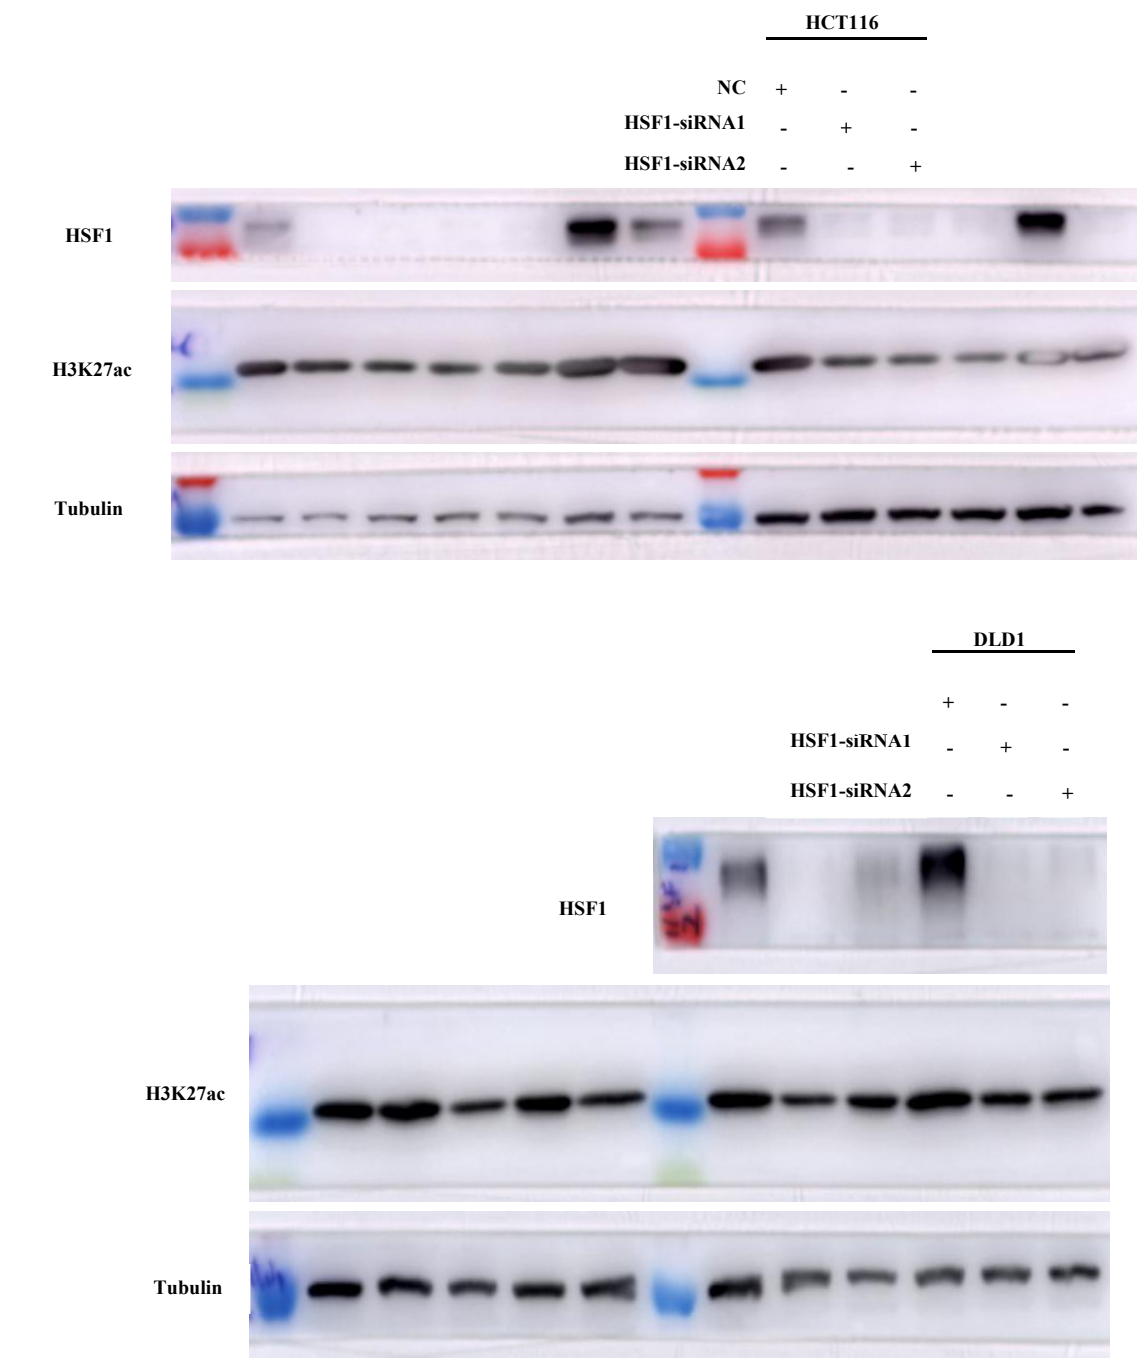 HCT116
NC + - -
HSF1-siRNA1 - + -
HSF1-siRNA2 - - +
HSF1
H3K27ac
Tubulin
DLD1
+ - -
HSF1-siRNA1 - + -
HSF1-siRNA2 - - +
HSF1
H3K27ac
Tubulin